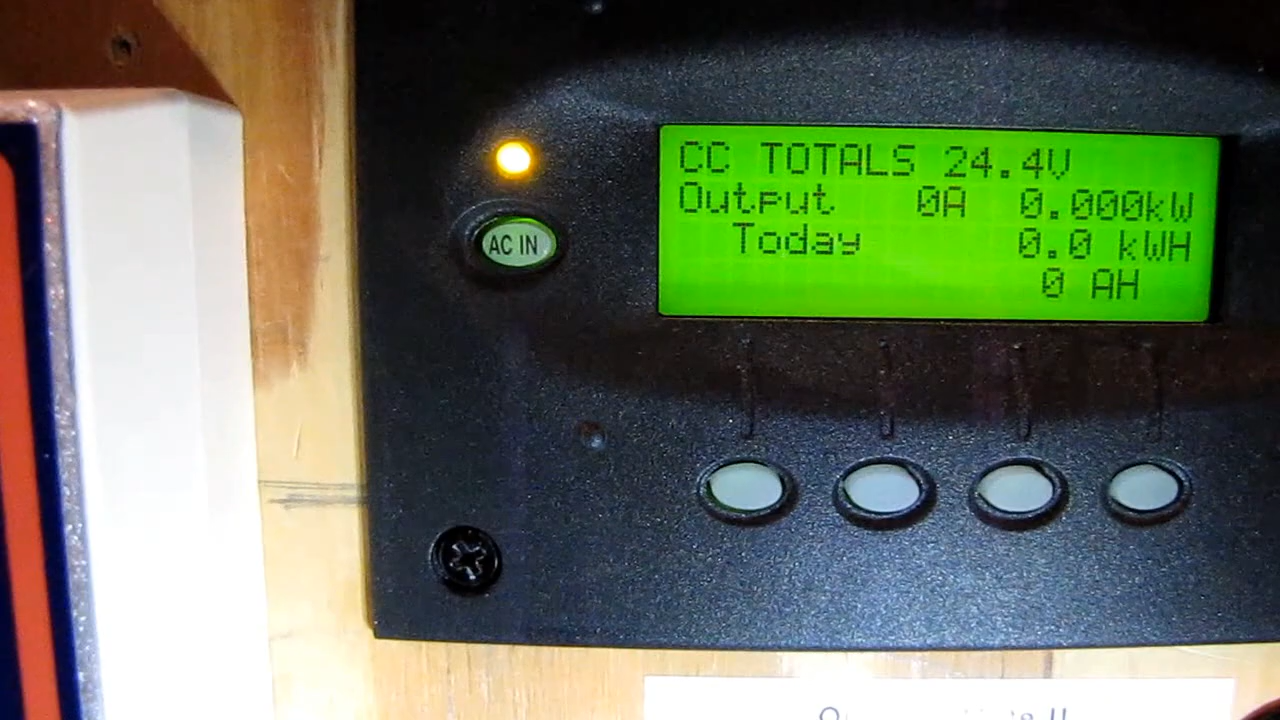 CC TOTALS 24.4V
Output 0A 0.000kW
Today 0.0 kWH
0 AH
AC IN